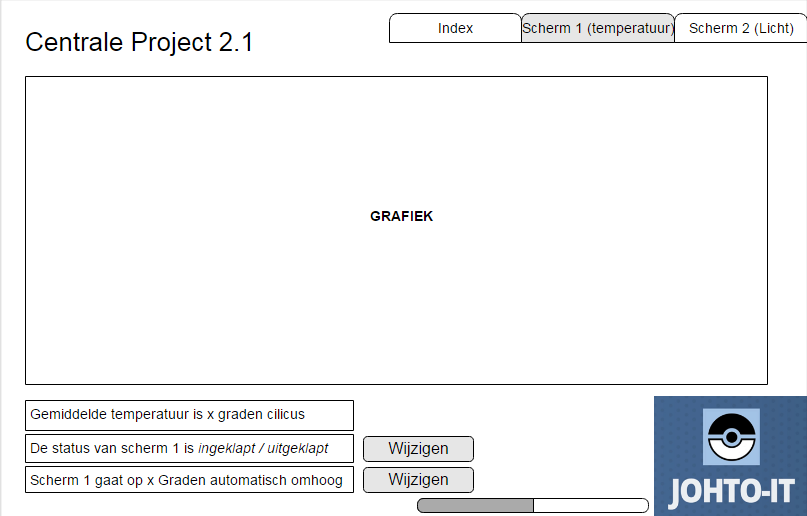 Centrale Project 2.1
Index
Scherm 1 (temperatuur)
Scherm 2 (Licht)
GRAFIEK
Gemiddelde temperatuur is x graden cilicus
De status van scherm 1 is ingeklapt / uitgeklapt
Wijzigen
Scherm 1 gaat op x Graden automatisch omhoog
Wijzigen
JOHTO-IT